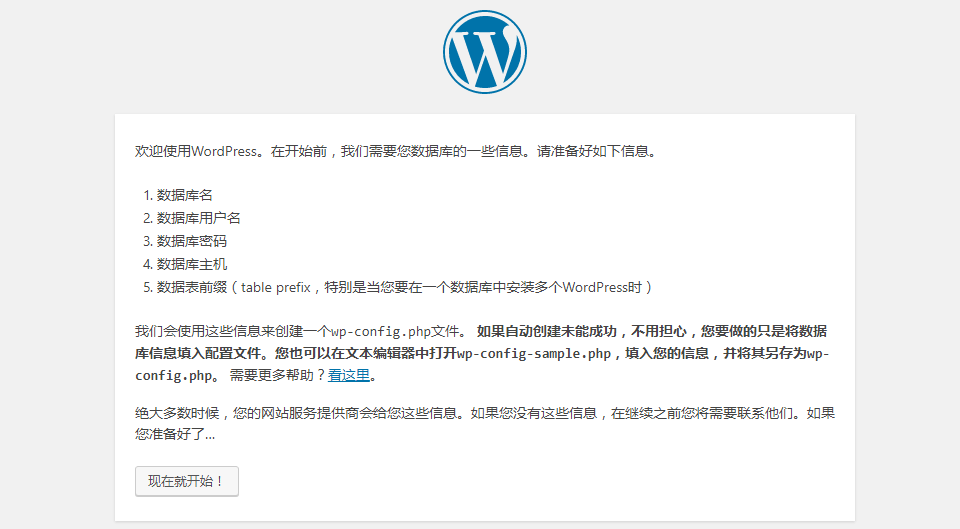 欢迎使用WordPress。在开始前，我们需要您数据库的一些信息。请准备好如下信息。
1. 数据库名
2. 数据库用户名
3. 数据库密码
4. 数据库主机
5. 数据表前缀（table prefix，特别是当您要在一个数据库中安装多个WordPress时）
我们会使用这些信息来创建一个wp-config.php文件。 如果自动创建未能成功，不用担心，您要做的只是将数据
库信息填入配置文件。您也可以在文本编辑器中打开wp-config-sample.php，填入您的信息，并将其另存为wp-
config.php。 需要更多帮助？看这里。
绝大多数时候，您的网站服务提供商会给您这些信息。如果您没有这些信息，在继续之前您将需要联系他们。如果
您准备好了...
现在就开始！